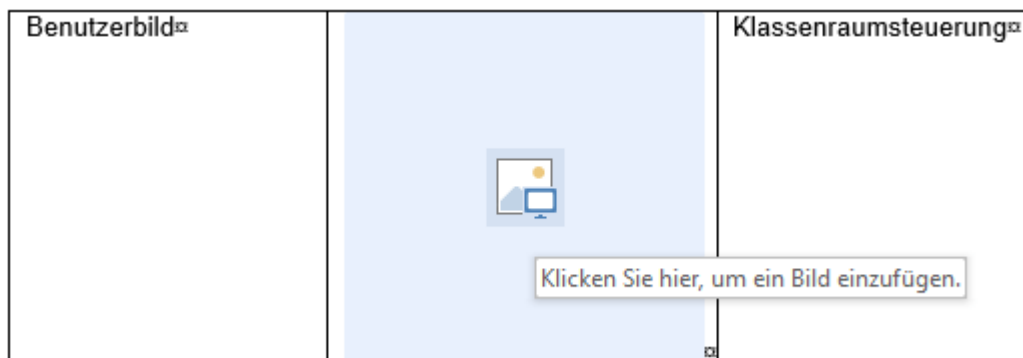 Benutzerbild¤
Klassenraumsteuerung¤
Klicken Sie hier, um ein Bild einzufügen.
¤